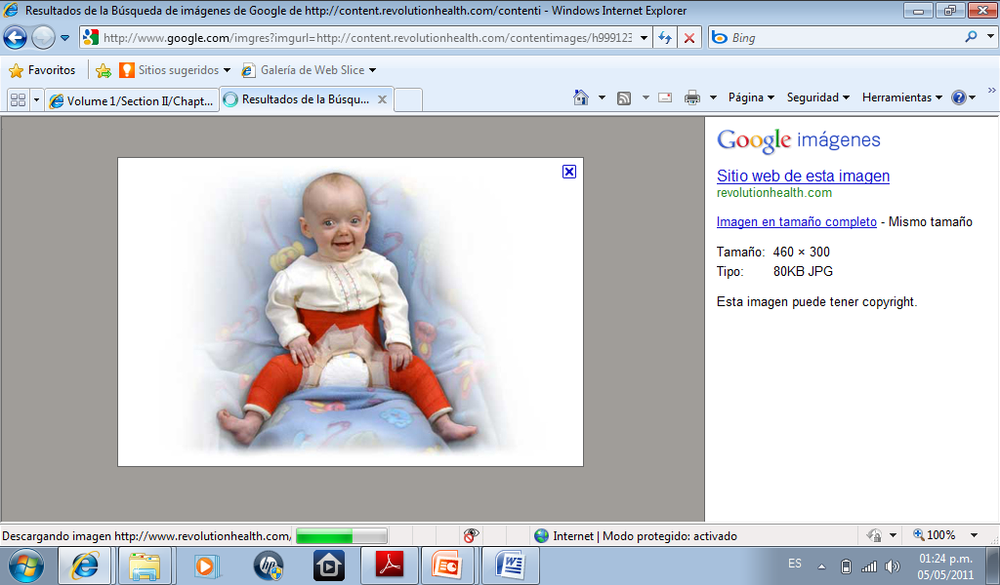 Resultados de la Búsqueda de imágenes de Google de http://content.revolutionhealth.com/contenti - Windows Internet Explorer
http://www.google.com/imgres?imgurl=http://content.revolutionhealth.com/contentimages/h999123
Bing
Favoritos
Sitios sugeridos
Galería de Web Slice
Volume 1/Section II/Chapt...
Resultados de la Búsqu...
Página
Seguridad
Herramientas
Google imágenes
Sitio web de esta imagen
revolutionhealth.com
Imagen en tamaño completo - Mismo tamaño
Tamaño: 460 × 300
Tipo: 80KB JPG
Esta imagen puede tener copyright.
Descargando imagen http://www.revolutionhealth.com/
Internet | Modo protegido: activado
100%
ES
01:24 p.m.
05/05/2011